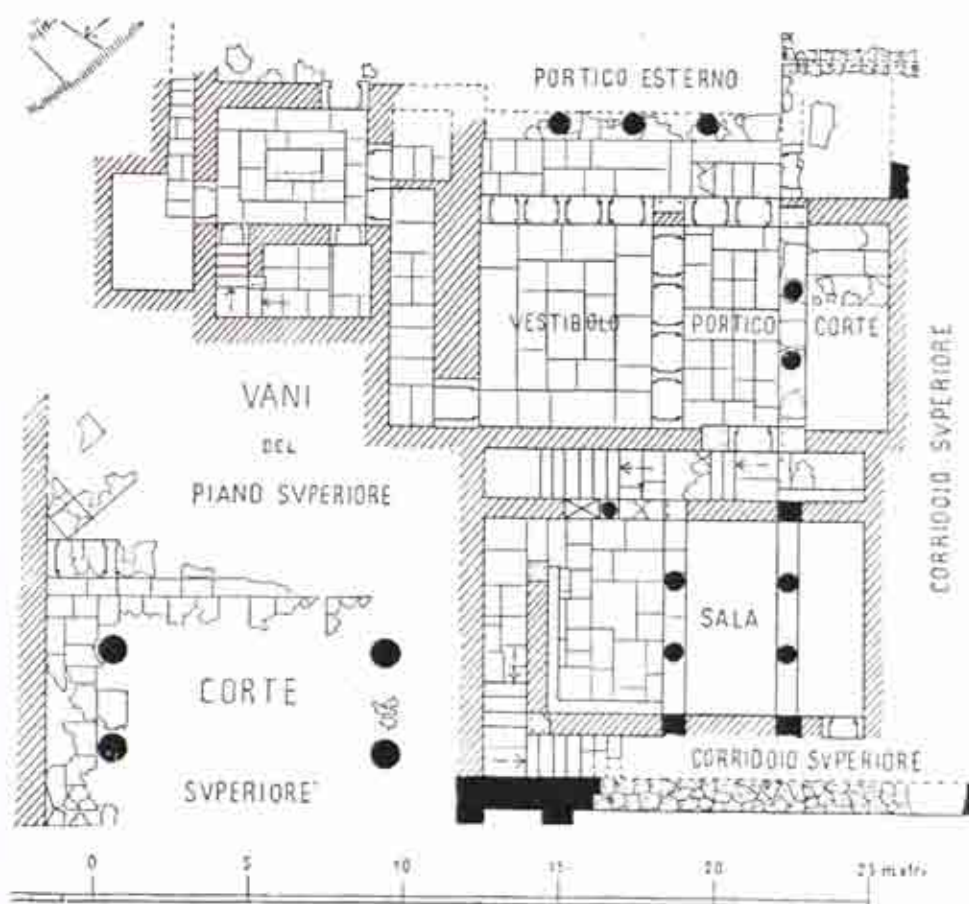 PORTICO ESTERNO
VESTIBOLO
PORTICO
CORTE
VANI
DEL
PIANO SVPERIORE
CORRIDOIO SVPERIORE
SALA
CORTE
SVPERIORE
CORRIDOIO SVPERIORE
0 5 10 15 20 25 metri